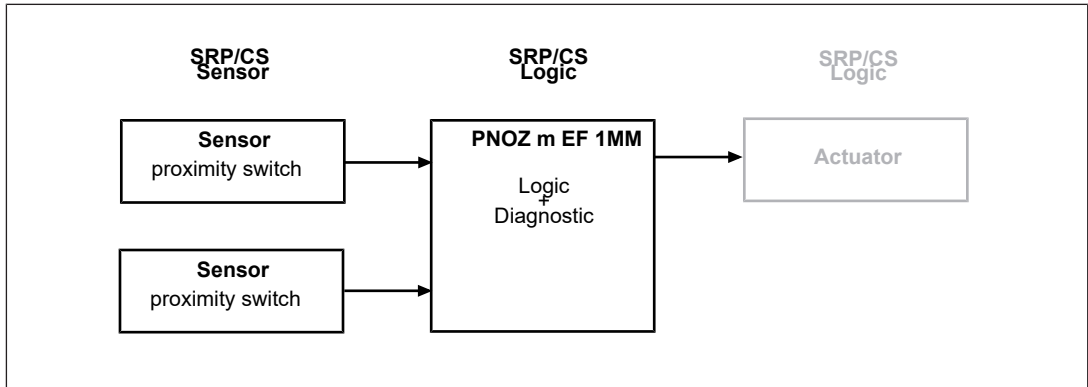 SRP/CS
Sensor
SRP/CS
Logic
SRP/CS
Logic
Sensor
proximity switch
PNOZ m EF 1MM
Logic
+
Diagnostic
Actuator
Sensor
proximity switch